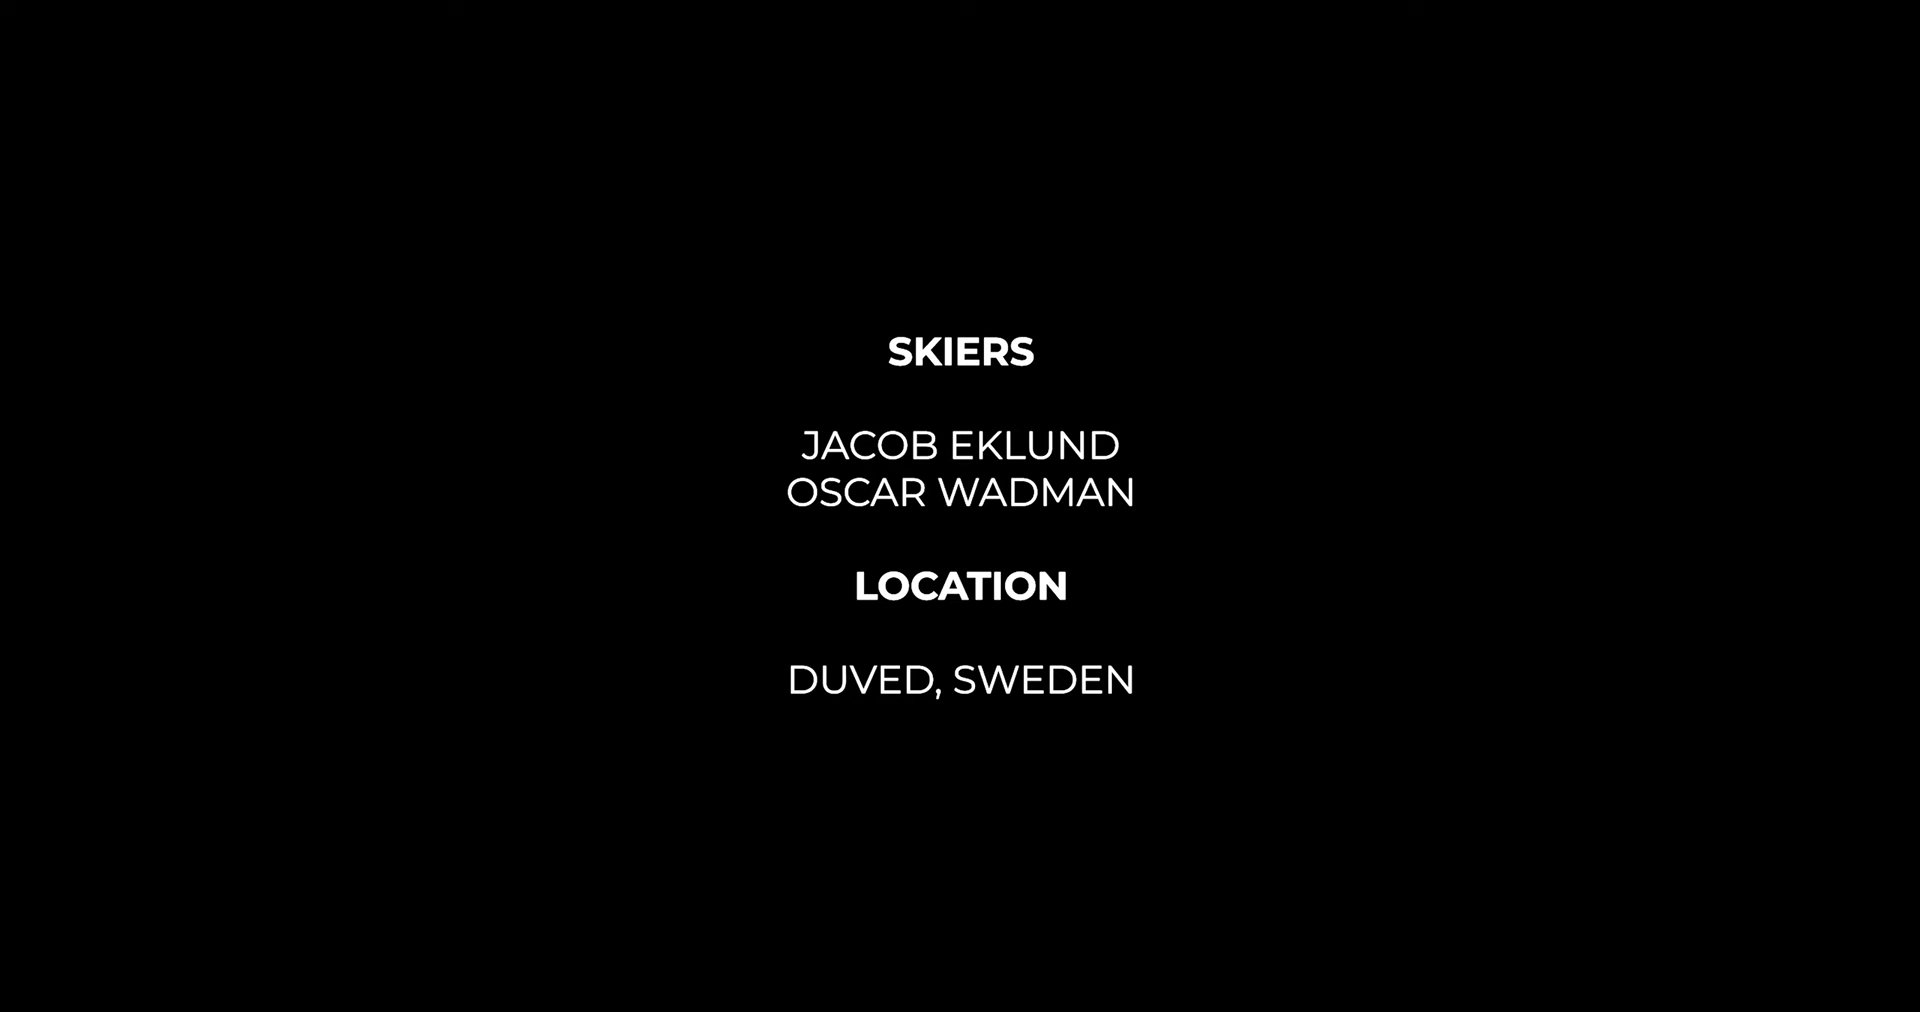 SKIERS
JACOB EKLUND
OSCAR WADMAN
LOCATION
DUVED, SWEDEN